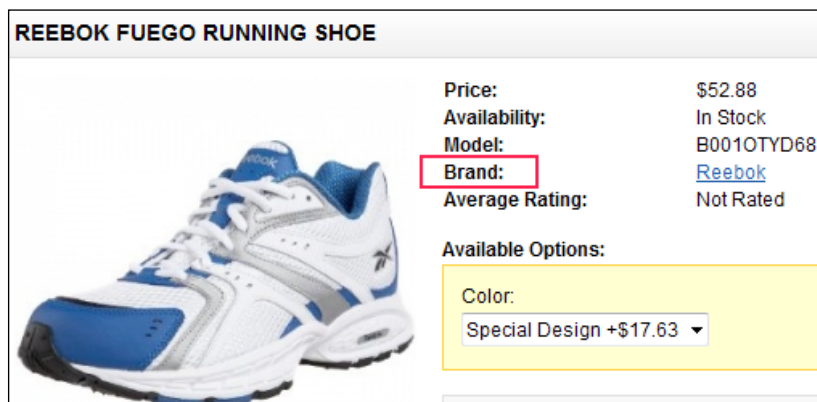 REEBOK FUEGO RUNNING SHOE
Price: $52.88
Availability: In Stock
Model: B001OTYD68
Brand: Reebok
Average Rating: Not Rated
Available Options:
Color:
Special Design +$17.63
Reebok